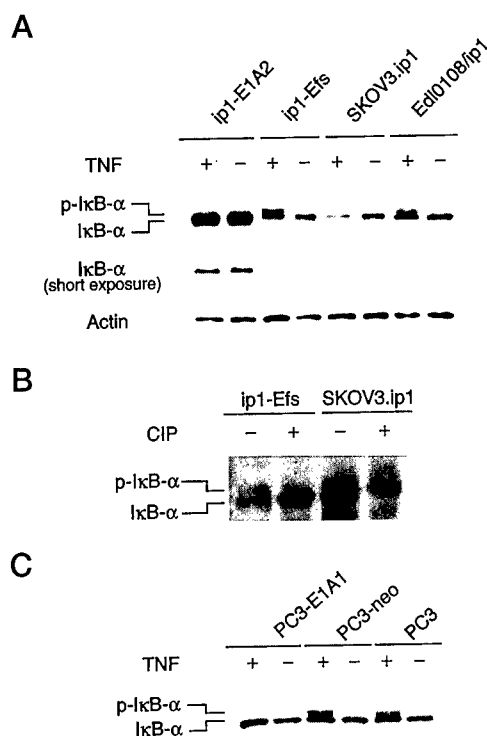 A
ip1-E1A2 ip1-Efs SKOV3.ip1 Edl0108/ip1
TNF + − + − + − + −
p-IκB-α
IκB-α
IκB-α
(short exposure)
Actin
B
ip1-Efs SKOV3.ip1
CIP − + − +
p-IκB-α
IκB-α
C
PC3-E1A1 PC3-neo PC3
TNF + − + − + −
p-IκB-α
IκB-α